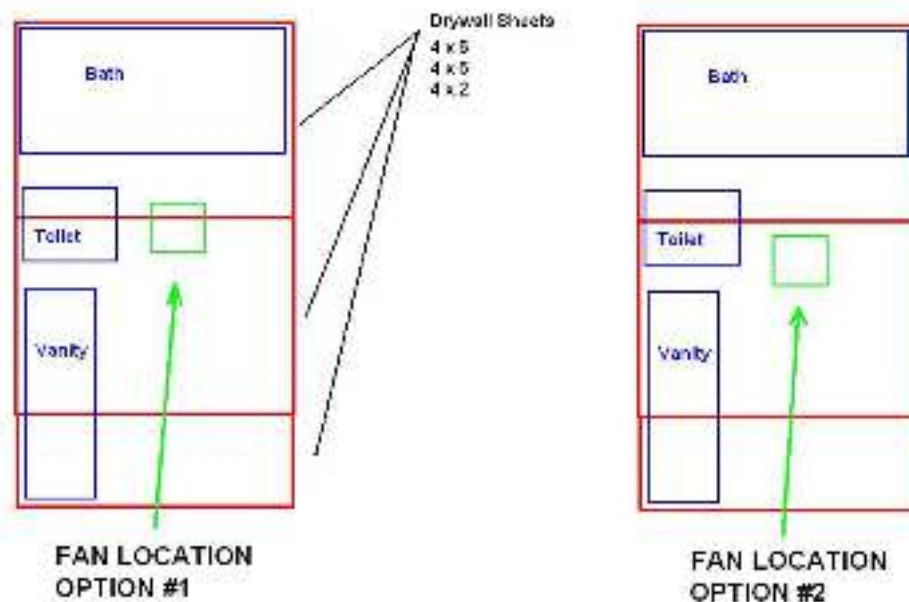 Drywall Sheets
4 x 5
4 x 5
4 x 2
Bath
Toilet
Vanity
FAN LOCATION
OPTION #1
Bath
Toilet
Vanity
FAN LOCATION
OPTION #2